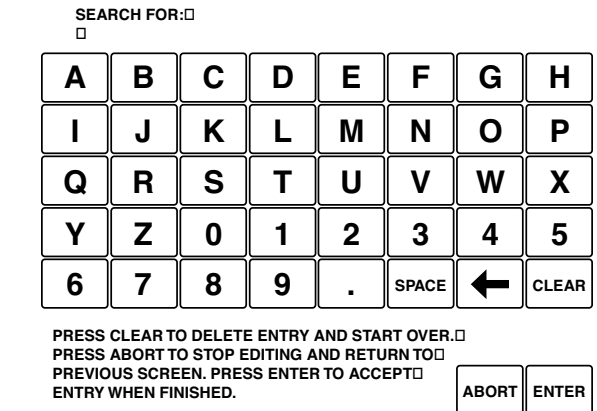 SEARCH FOR:□
□
A B C D E F G H
I J K L M N O P
Q R S T U V W X
Y Z 0 1 2 3 4 5
6 7 8 9 . SPACE ← CLEAR
PRESS CLEAR TO DELETE ENTRY AND START OVER.□
PRESS ABORT TO STOP EDITING AND RETURN TO□
PREVIOUS SCREEN. PRESS ENTER TO ACCEPT□
ENTRY WHEN FINISHED.
ABORT ENTER